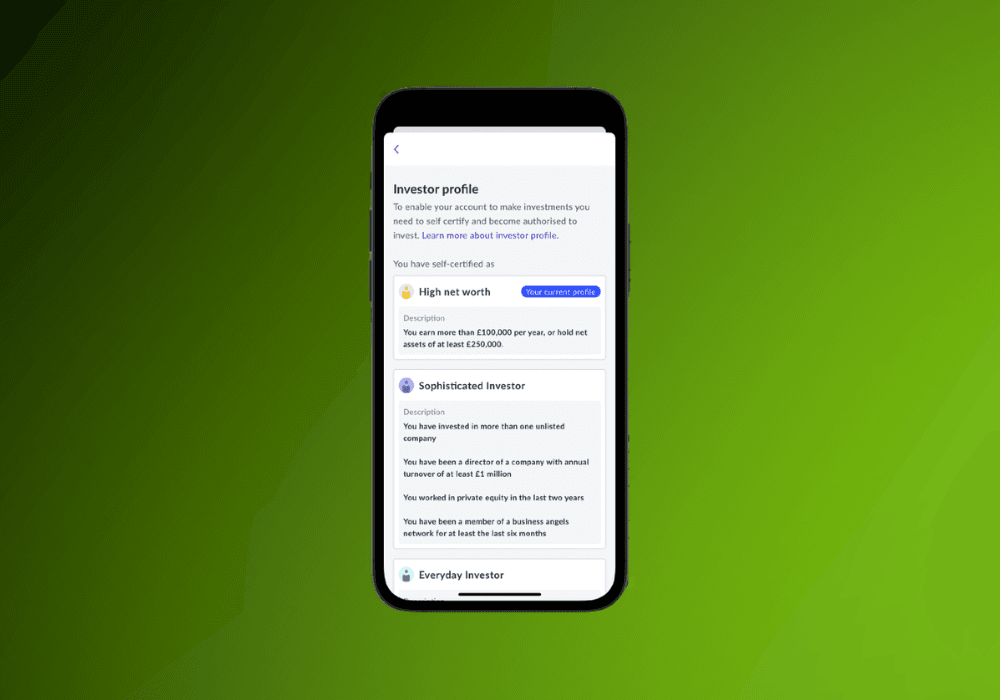 Investor profile
To enable your account to make investments you
need to self certify and become authorised to
invest. Learn more about investor profile.
You have self-certified as
High net worth
Your current profile
Description
You earn more than £100,000 per year, or hold net
assets of at least £250,000.
Sophisticated Investor
Description
You have invested in more than one unlisted
company
You have been a director of a company with annual
turnover of at least £1 million
You worked in private equity in the last two years
You have been a member of a business angels
network for at least the last six months
Everyday Investor